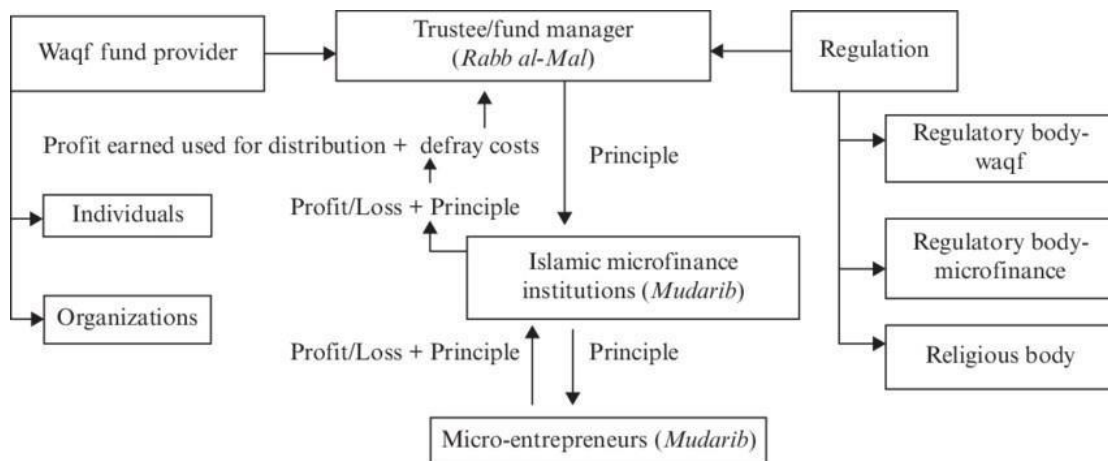 Waqf fund provider
Trustee/fund manager
(Rabb al-Mal)
Regulation
Profit earned used for distribution + defray costs
Principle
Regulatory body-
waqf
Individuals
Profit/Loss + Principle
Islamic microfinance
institutions (Mudarib)
Regulatory body-
microfinance
Organizations
Profit/Loss + Principle
Principle
Religious body
Micro-entrepreneurs (Mudarib)